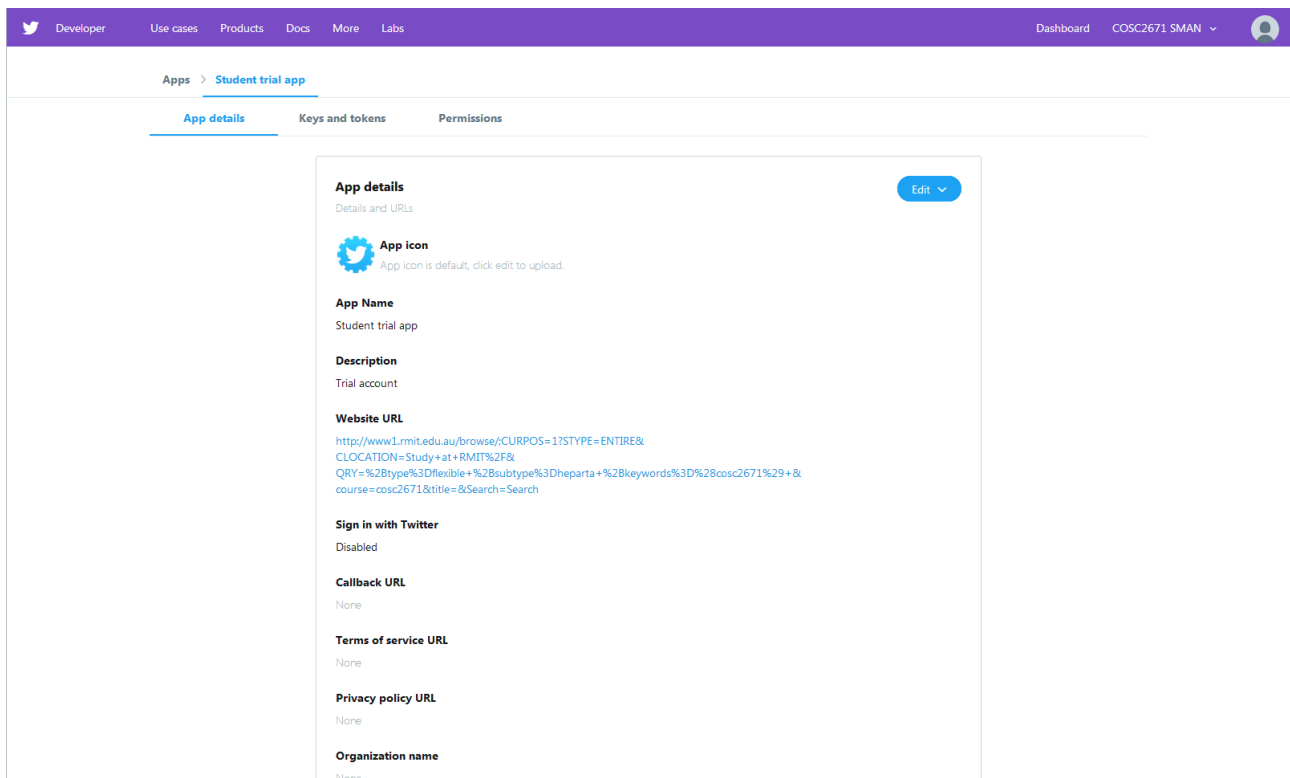 Developer Use cases Products Docs More Labs Dashboard COSC2671 SMAN
Apps > Student trial app
App details Keys and tokens Permissions
App details
Edit
Details and URLs
App icon
App icon is default, click edit to upload.
App Name
Student trial app
Description
Trial account
Website URL
http://www1.rmit.edu.au/browse/;CURPOS=1?STYPE=ENTIRE&
CLOCATION=Study+at+RMIT%2F&
QRY=%2Btype%3Dflexible+%2Bsubtype%3Dheparta+%2Bkeywords%3D%28cosc2671%29+&
course=cosc2671&title=&Search=Search
Sign in with Twitter
Disabled
Callback URL
None
Terms of service URL
None
Privacy policy URL
None
Organization name
None